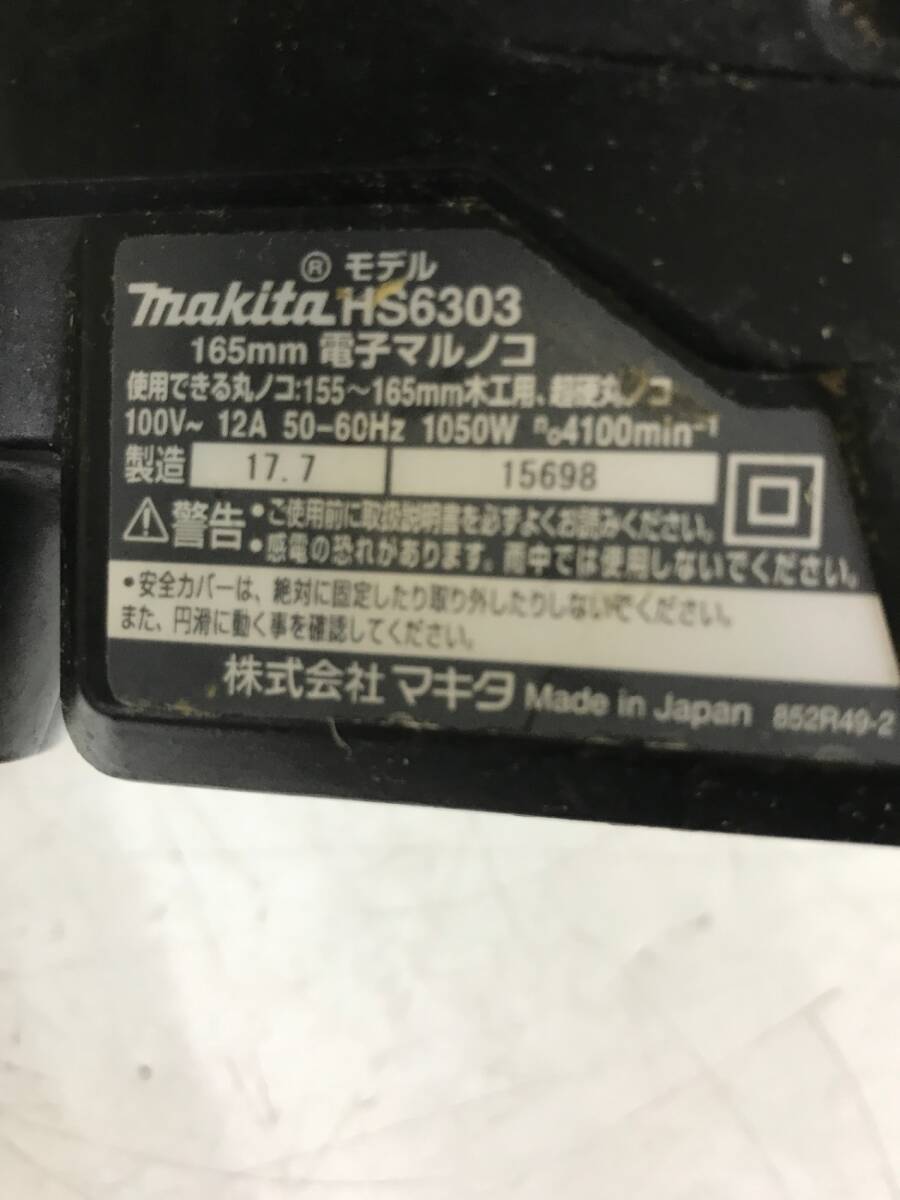 ® モデル
makita HS6303
165mm 電子マルノコ
使用できる丸ノコ:155～165mm木工用、超硬丸ノコ
100V~ 12A 50-60Hz 1050W n₀4100min⁻¹
製造 17.7 15698
警告 •ご使用前に取扱説明書を必ずよくお読みください。
•感電の恐れがあります。雨中では使用しないでください。
•安全カバーは、絶対に固定したり取り外したりしないでください。
また、円滑に動く事を確認してください。
株式会社 マキタ Made in Japan 852R49-2